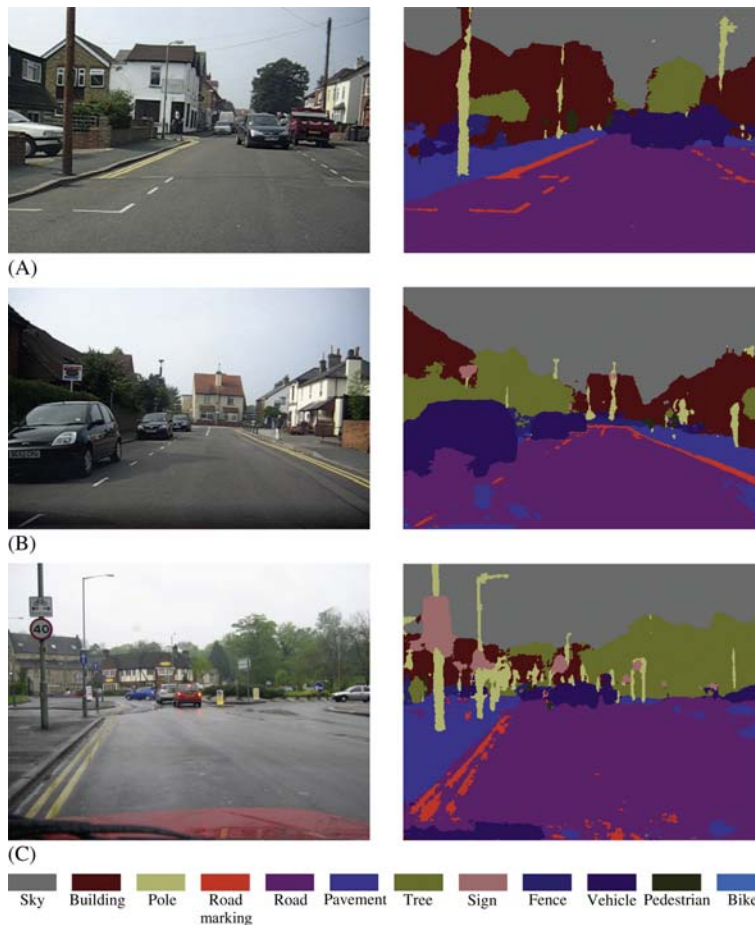 (A)
(B)
40
(C)
Sky Building Pole Road marking Road Pavement Tree Sign Fence Vehicle Pedestrian Bike